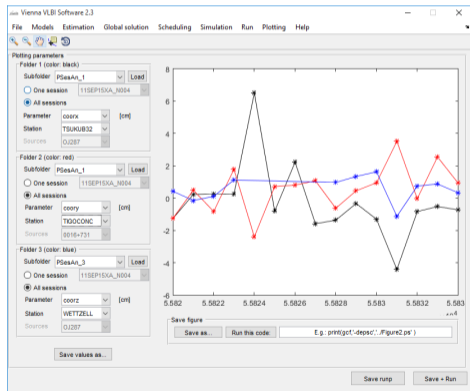 Vienna VLBI Software 2.3
File Models Estimation Global solution Scheduling Simulation Run Plotting Help
Plotting parameters
Folder 1 (color: black)
Subfolder PSesAn_1 Load
One session 11SEP15XA_N004
All sessions
Parameter coorx [cm]
Station TSUKUB32
Sources OJ287
Folder 2 (color: red)
Subfolder PSesAn_1 Load
One session 11SEP15XA_N004
All sessions
Parameter coory [cm]
Station TIGOCONC
Sources 0016+731
Folder 3 (color: blue)
Subfolder PSesAn_3 Load
One session 11SEP15XA_N004
All sessions
Parameter coorz [cm]
Station WETTZELL
Sources OJ287
Save values as...
8
6
4
2
0
-2
-4
-6
5.582 5.5822 5.5824 5.5826 5.5828 5.583 5.5831 5.5832 5.583
×10⁴
Save figure
Save as... Run this code: E.g.: print(gcf,'-depsc','../Figure2.ps' )
Save runp Save + Run